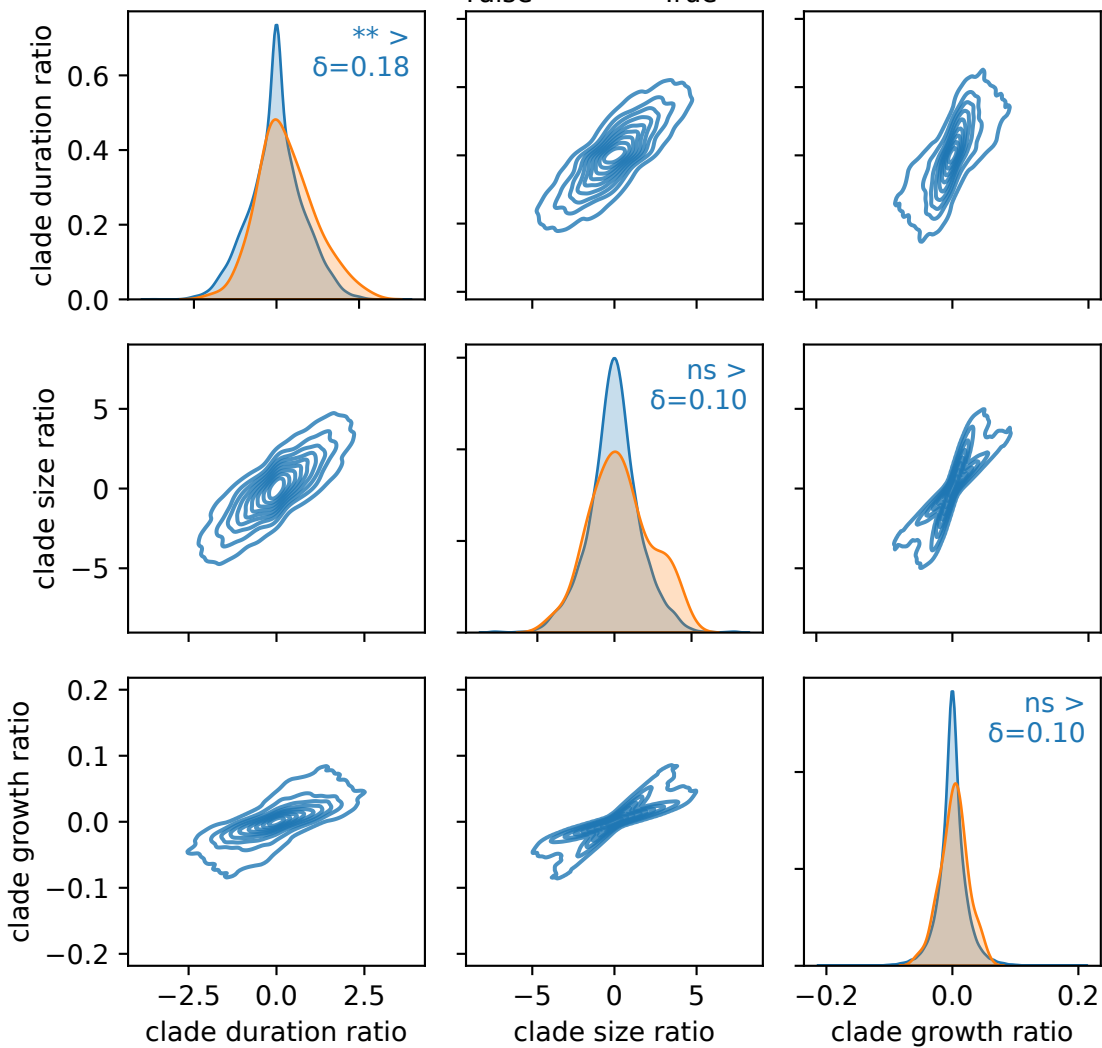 clade duration ratio
0.6
0.4
0.2
0.0
** >
δ=0.18
clade size ratio
5
0
−5
ns >
δ=0.10
clade growth ratio
0.2
0.1
0.0
−0.1
−0.2
ns >
δ=0.10
−2.5 0.0 2.5
clade duration ratio
−5 0 5
clade size ratio
−0.2 0.0 0.2
clade growth ratio